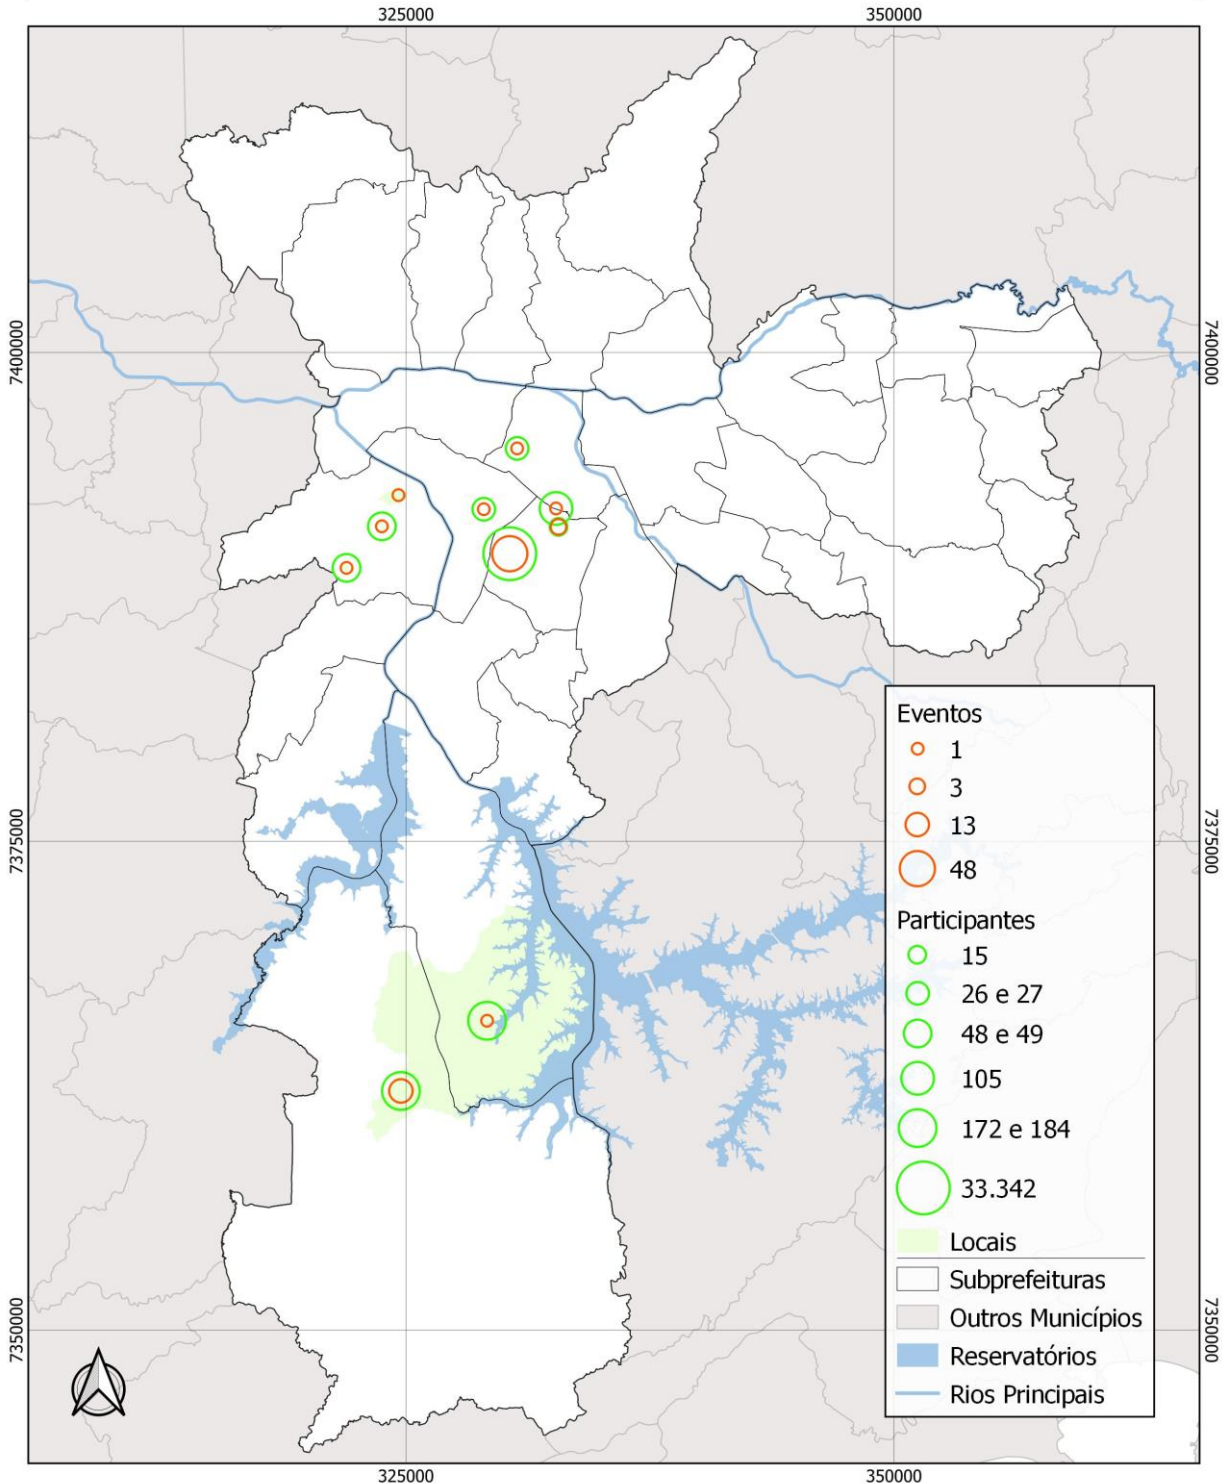 325000
350000
7400000
7400000
Eventos
1
3
13
48
7375000
7375000
Participantes
15
26 e 27
48 e 49
105
172 e 184
33.342
Locais
Subprefeituras
Outros Municípios
Reservatórios
Rios Principais
7350000
7350000
325000
350000